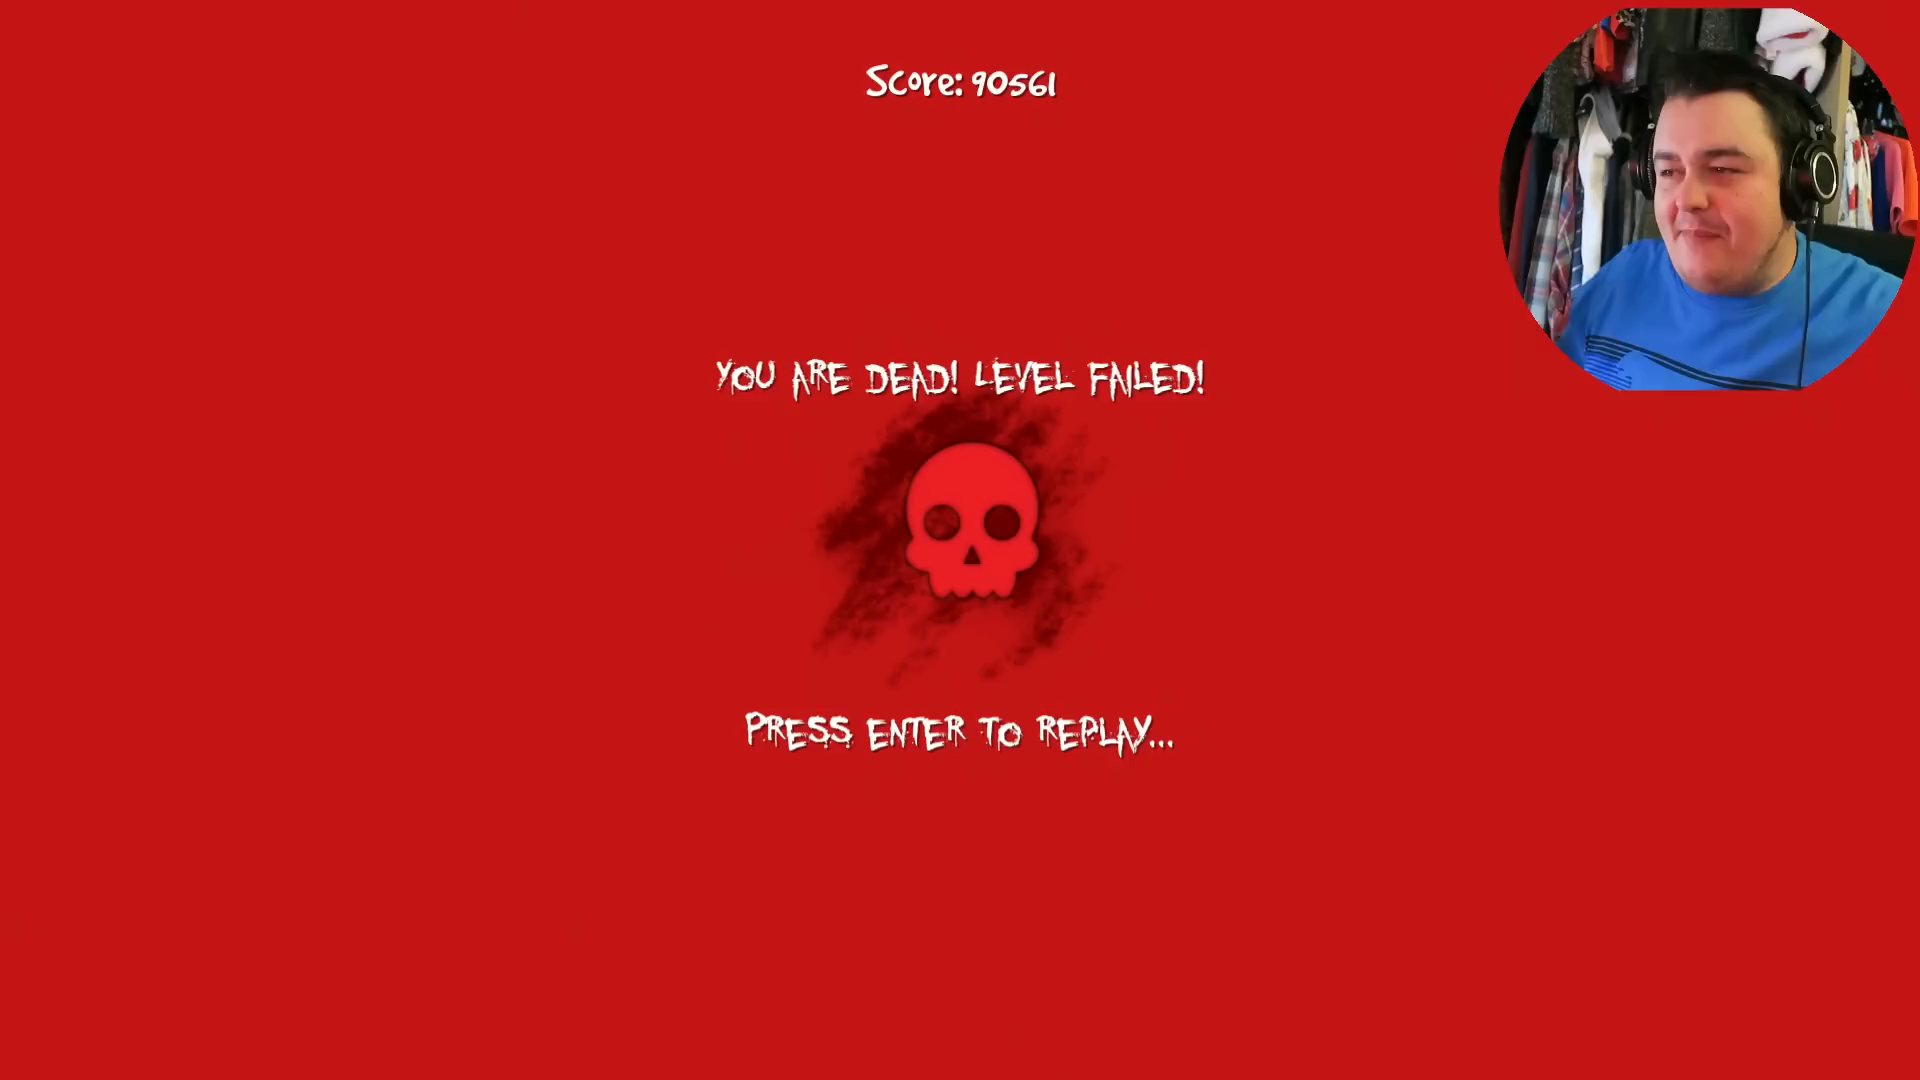 Score: 90561
YOU ARE DEAD! LEVEL FAILED!
PRESS ENTER TO REPLAY...